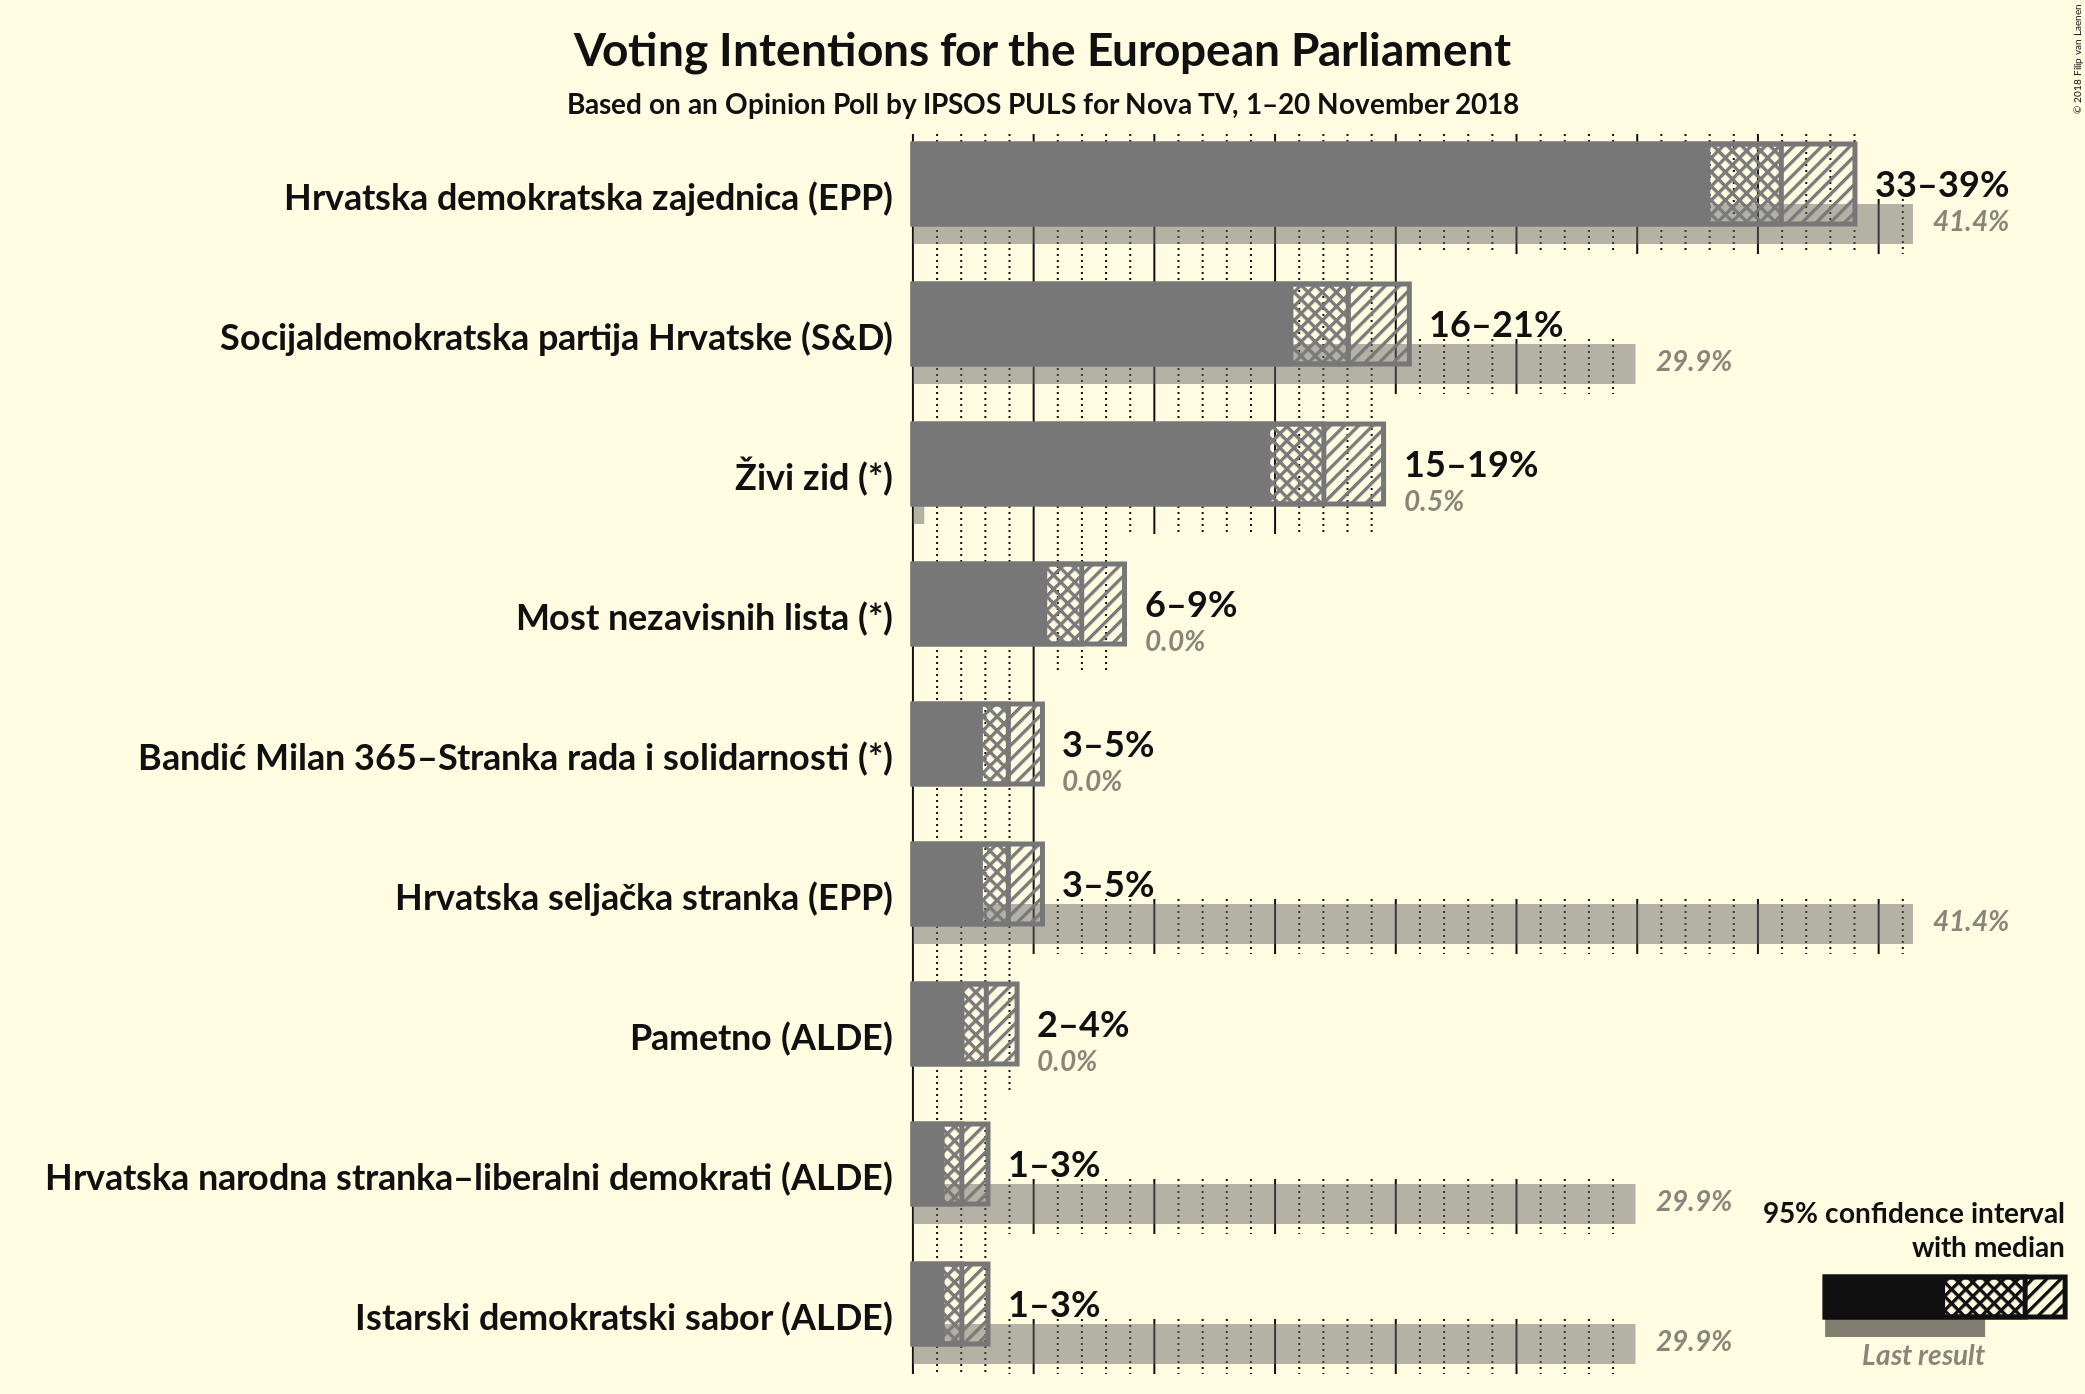 Voting Intentions for the European Parliament
Based on an Opinion Poll by IPSOS PULS for Nova TV, 1–20 November 2018
© 2018 Filip van Laenen
Hrvatska demokratska zajednica (EPP)
33–39%
41.4%
Socijaldemokratska partija Hrvatske (S&D)
16–21%
29.9%
Živi zid (*)
15–19%
0.5%
Most nezavisnih lista (*)
6–9%
0.0%
Bandić Milan 365–Stranka rada i solidarnosti (*)
3–5%
0.0%
Hrvatska seljačka stranka (EPP)
3–5%
41.4%
Pametno (ALDE)
2–4%
0.0%
Hrvatska narodna stranka–liberalni demokrati (ALDE)
1–3%
29.9%
Istarski demokratski sabor (ALDE)
1–3%
29.9%
95% confidence interval
with median
Last result